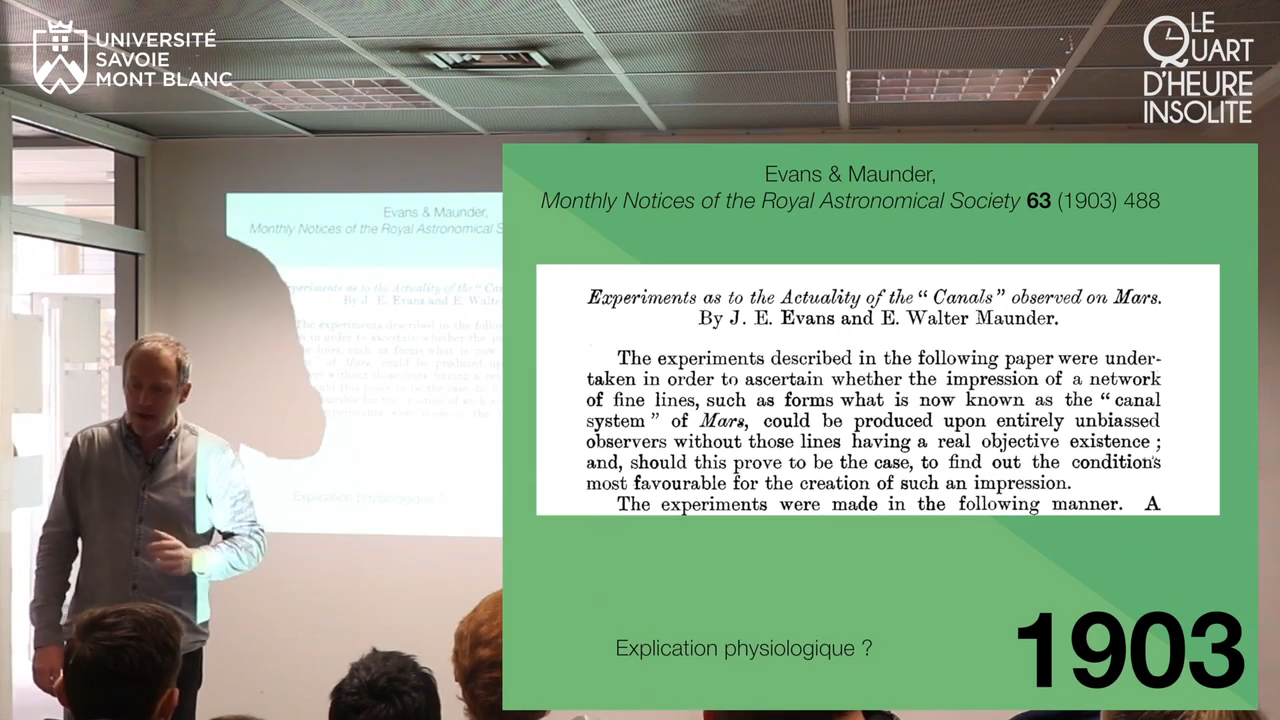 UNIVERSITÉ
SAVOIE
MONT BLANC
LE
QUART
D'HEURE
INSOLITE
Evans & Maunder,
Monthly Notices of the Royal Astronomical S
Explication physiologique ?
Evans & Maunder,
Monthly Notices of the Royal Astronomical Society 63 (1903) 488
Experiments as to the Actuality of the “ Canals ” observed on Mars.
By J. E. Evans and E. Walter Maunder.
The experiments described in the following paper were under-
taken in order to ascertain whether the impression of a network
of fine lines, such as forms what is now known as the “ canal
system ” of Mars, could be produced upon entirely unbiassed
observers without those lines having a real objective existence ;
and, should this prove to be the case, to find out the conditions
most favourable for the creation of such an impression.
The experiments were made in the following manner. A
Explication physiologique ?
1903